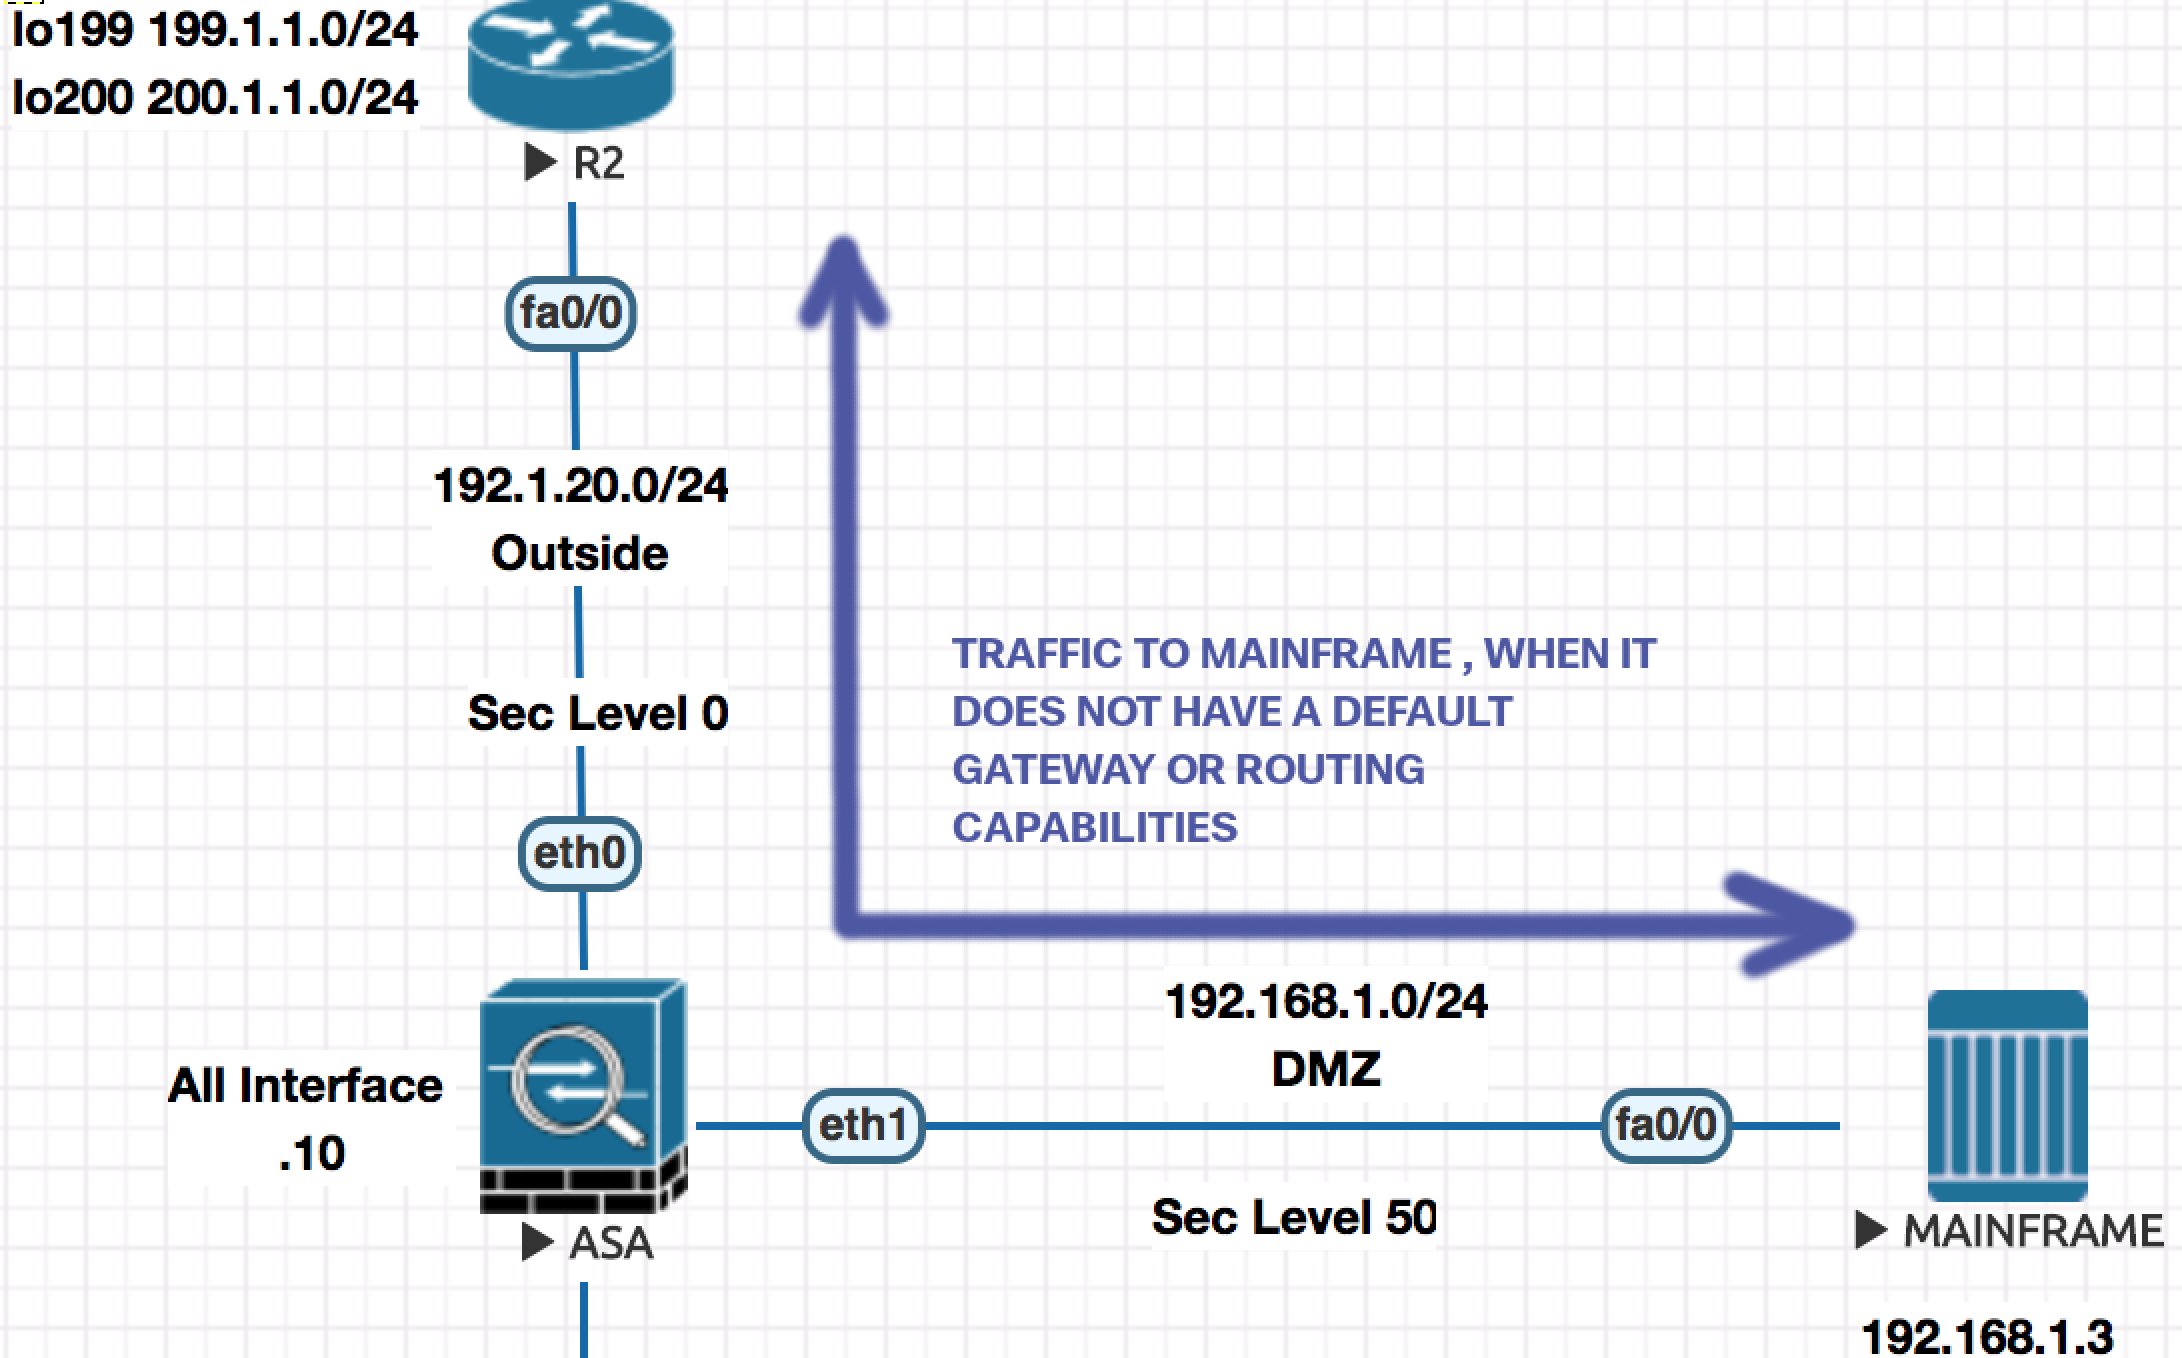 lo199 199.1.1.0/24
lo200 200.1.1.0/24
R2
fa0/0
192.1.20.0/24
Outside
Sec Level 0
TRAFFIC TO MAINFRAME , WHEN IT
DOES NOT HAVE A DEFAULT
GATEWAY OR ROUTING
CAPABILITIES
eth0
192.168.1.0/24
DMZ
All Interface
.10
eth1
fa0/0
Sec Level 50
ASA
MAINFRAME
192.168.1.3